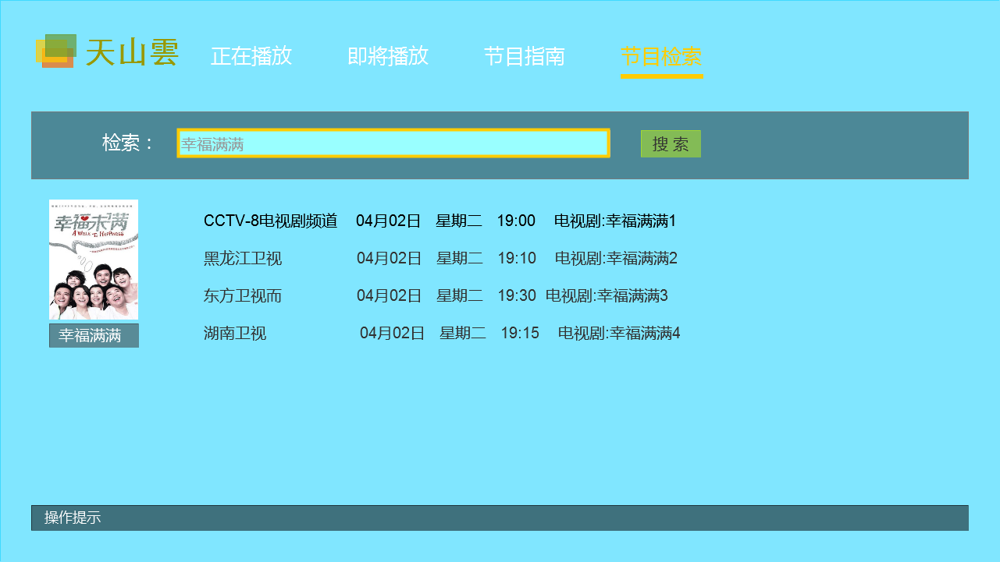 天山雲
正在播放 即將播放 节目指南 节目检索
检索： 幸福满满 搜 索
幸福未满
A WALK TO HAPPINESS
幸福满满
CCTV-8电视剧频道 04月02日 星期二 19:00 电视剧:幸福满满1
黑龙江卫视 04月02日 星期二 19:10 电视剧:幸福满满2
东方卫视而 04月02日 星期二 19:30 电视剧:幸福满满3
湖南卫视 04月02日 星期二 19:15 电视剧:幸福满满4
操作提示